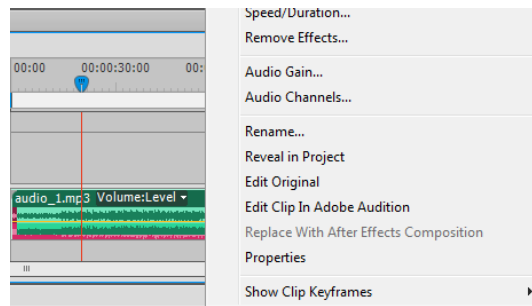 Speed/Duration...
Remove Effects...
00:00 00:00:30:00 00:
Audio Gain...
Audio Channels...
Rename...
Reveal in Project
Edit Original
audio_1.mp3 Volume:Level
Edit Clip In Adobe Audition
Replace With After Effects Composition
Properties
Show Clip Keyframes